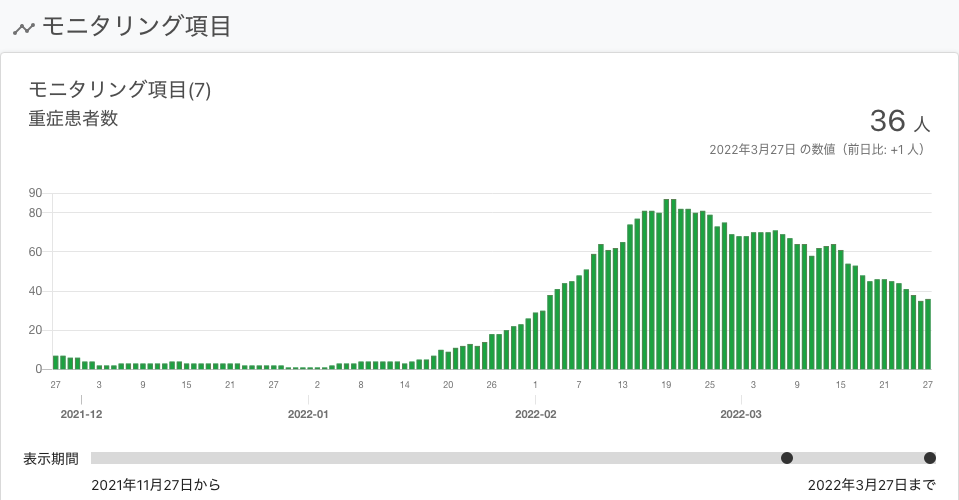 モニタリング項目
モニタリング項目(7)
重症患者数
36 人
2022年3月27日 の数値（前日比: +1 人）
90
80
60
40
20
0
27 3 9 15 21 27 2 8 14 20 26 1 7 13 19 25 3 9 15 21 27
2021-12 2022-01 2022-02 2022-03
表示期間
2021年11月27日から 2022年3月27日まで